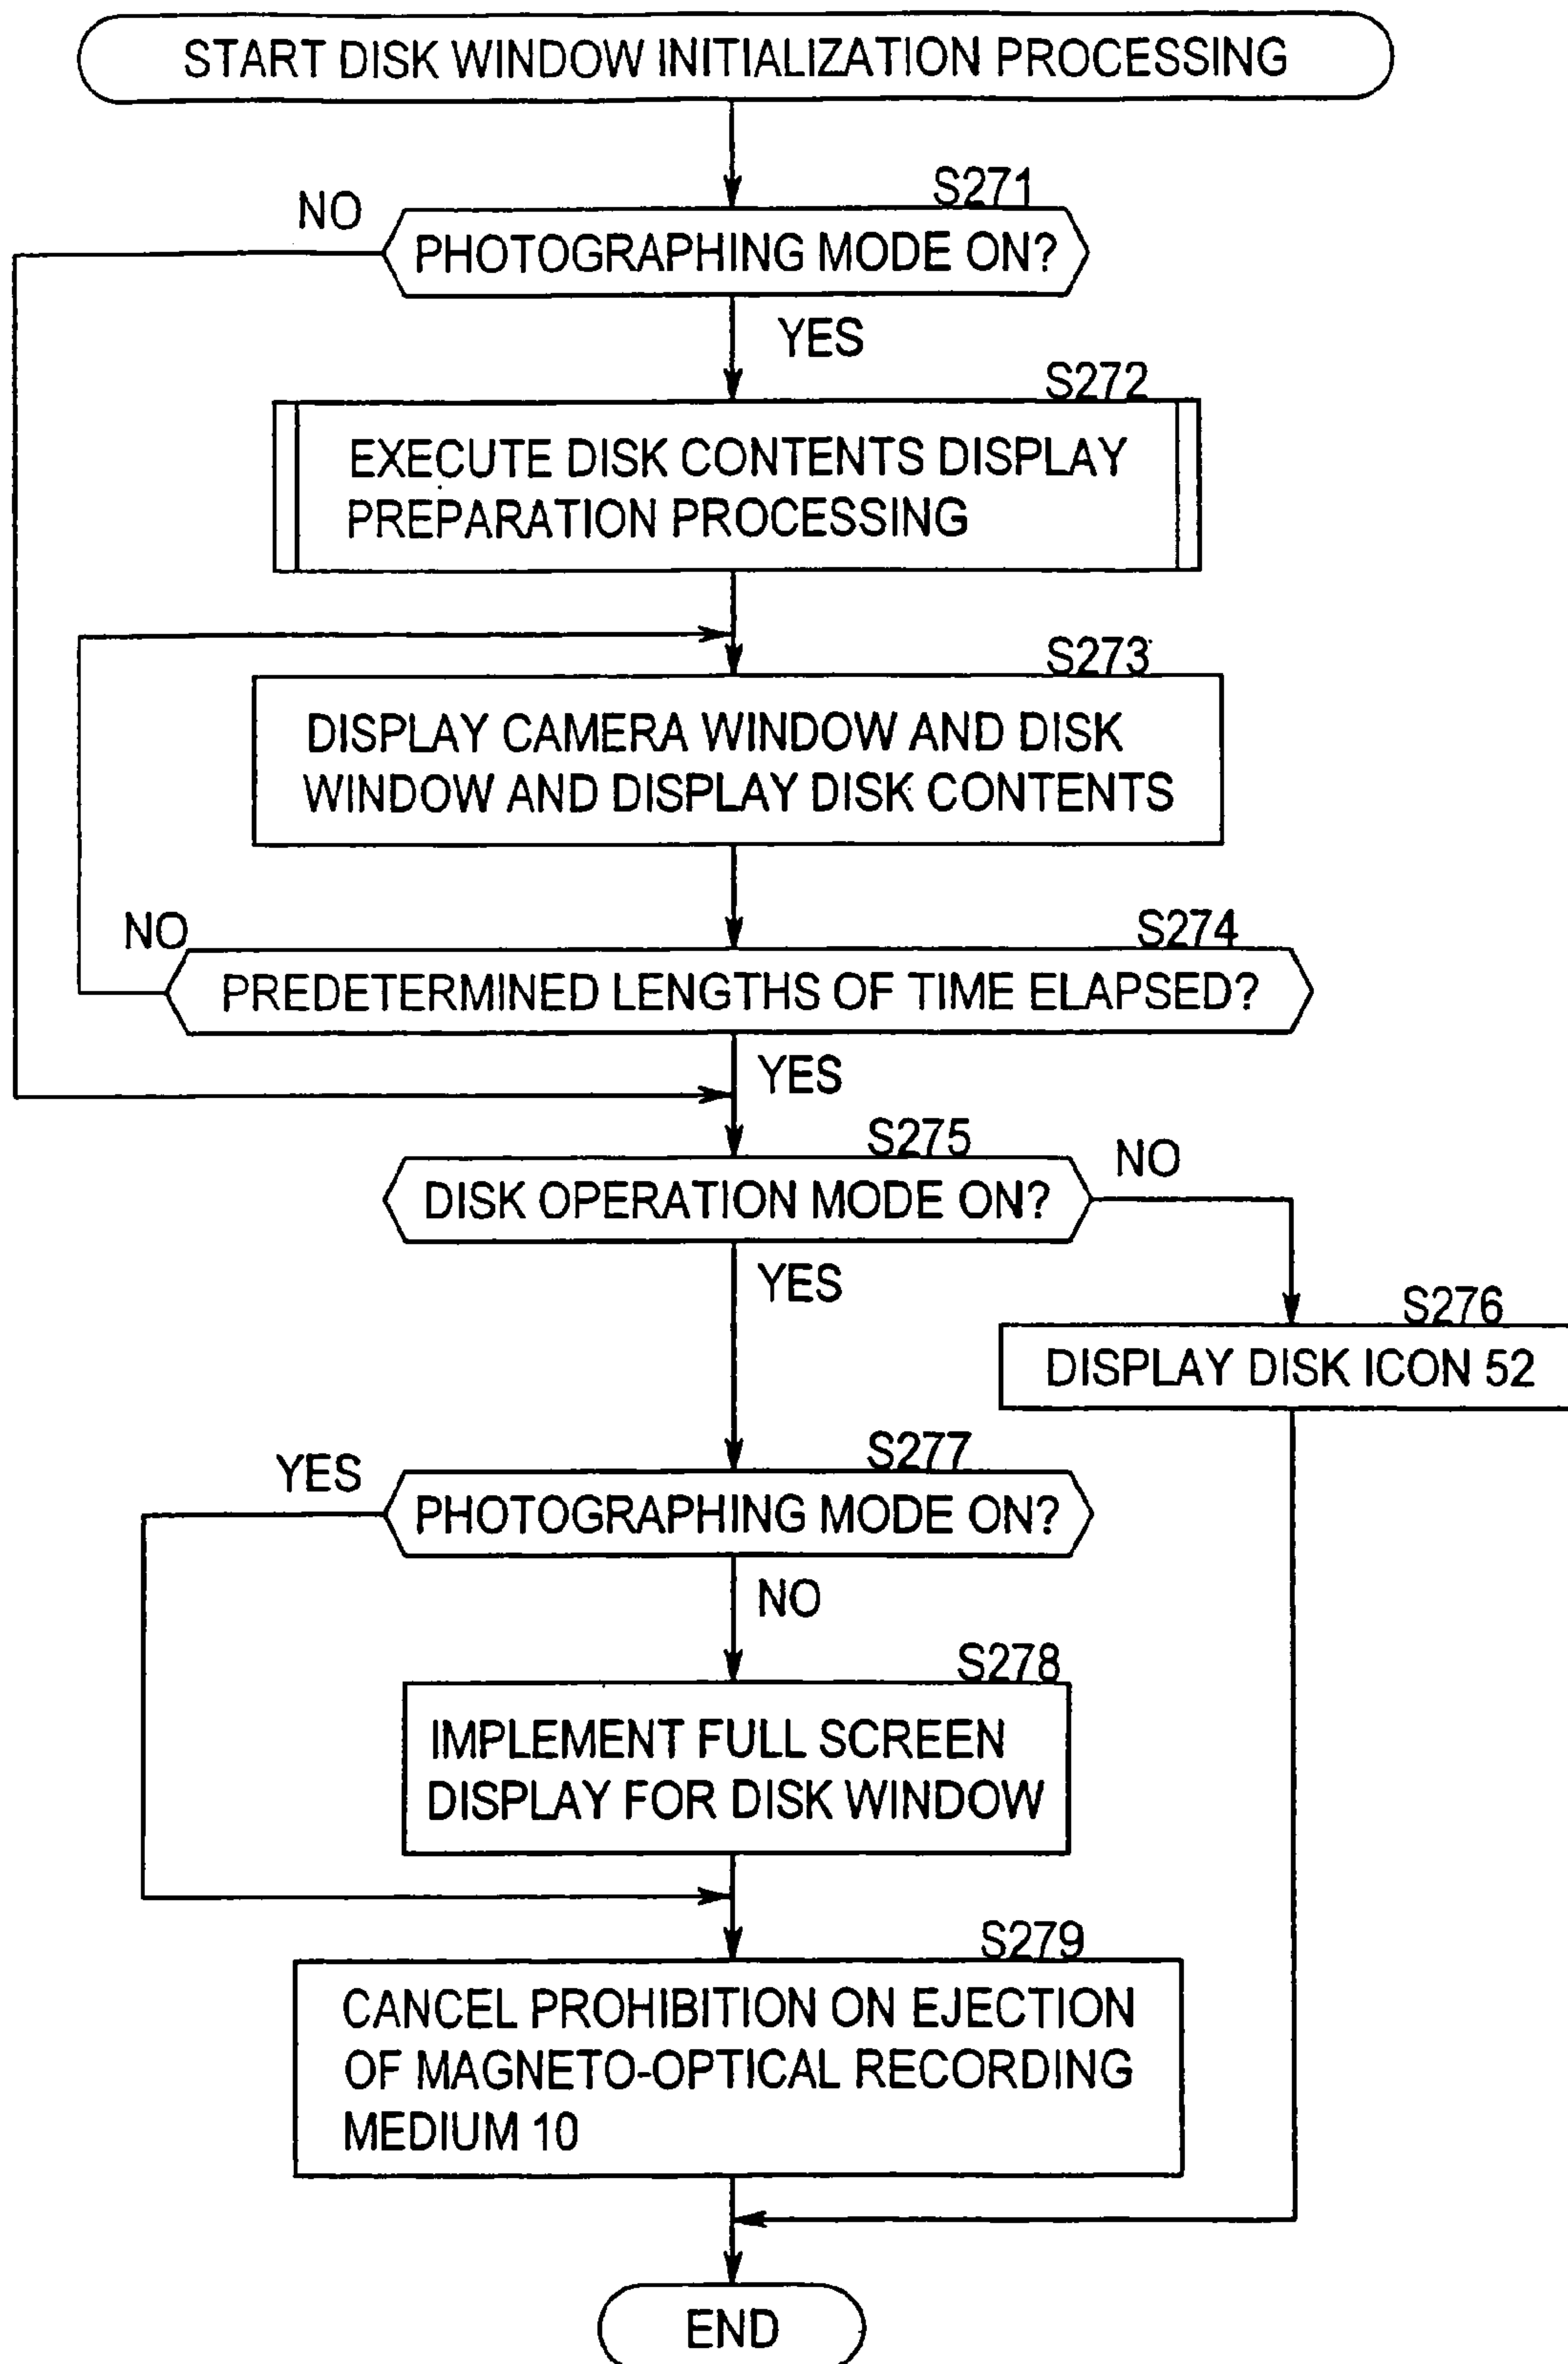 START DISK WINDOW INITIALIZATION PROCESSING
S271
NO
PHOTOGRAPHING MODE ON?
YES
S272
EXECUTE DISK CONTENTS DISPLAY
PREPARATION PROCESSING
S273
DISPLAY CAMERA WINDOW AND DISK
WINDOW AND DISPLAY DISK CONTENTS
NO
S274
PREDETERMINED LENGTHS OF TIME ELAPSED?
YES
S275
NO
DISK OPERATION MODE ON?
YES
S276
DISPLAY DISK ICON 52
S277
YES
PHOTOGRAPHING MODE ON?
NO
S278
IMPLEMENT FULL SCREEN
DISPLAY FOR DISK WINDOW
S279
CANCEL PROHIBITION ON EJECTION
OF MAGNETO-OPTICAL RECORDING
MEDIUM 10
END